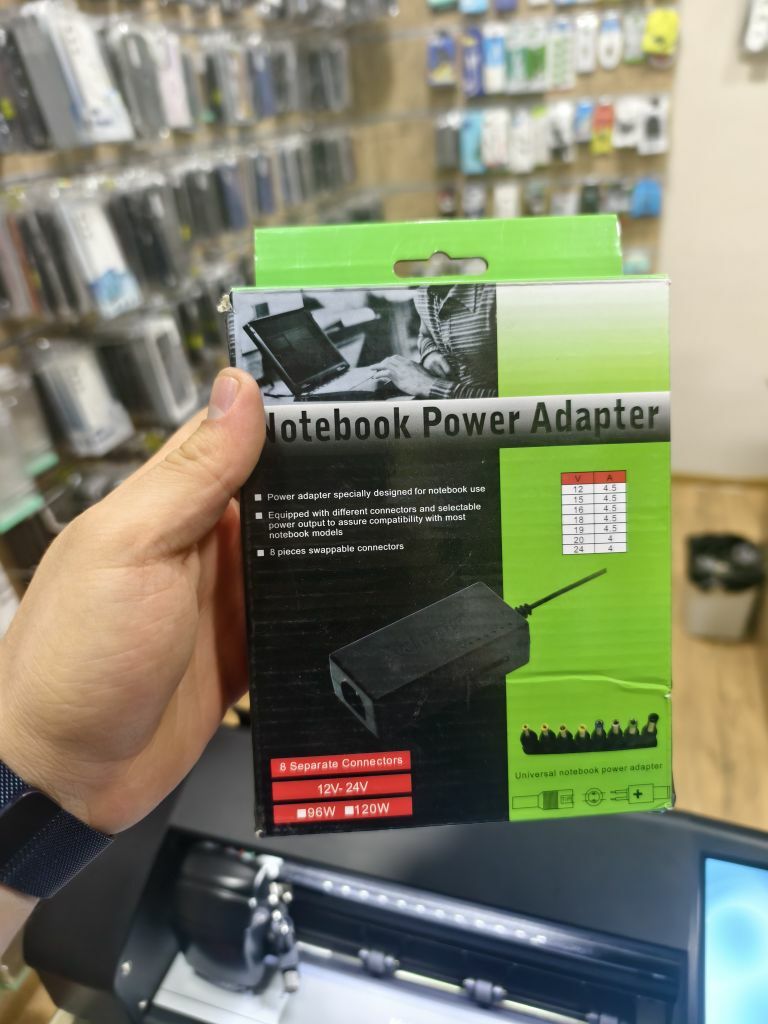 Notebook Power Adapter
■ Power adapter specially designed for notebook use
■ Equipped with different connectors and selectable
power output to assure compatibility with most
notebook models
■ 8 pieces swappable connectors
V A
12 4.5
15 4.5
16 4.5
18 4.5
19 4.5
20 4
24 4
8 Separate Connectors
12V- 24V
■96W ■120W
Universal notebook power adapter